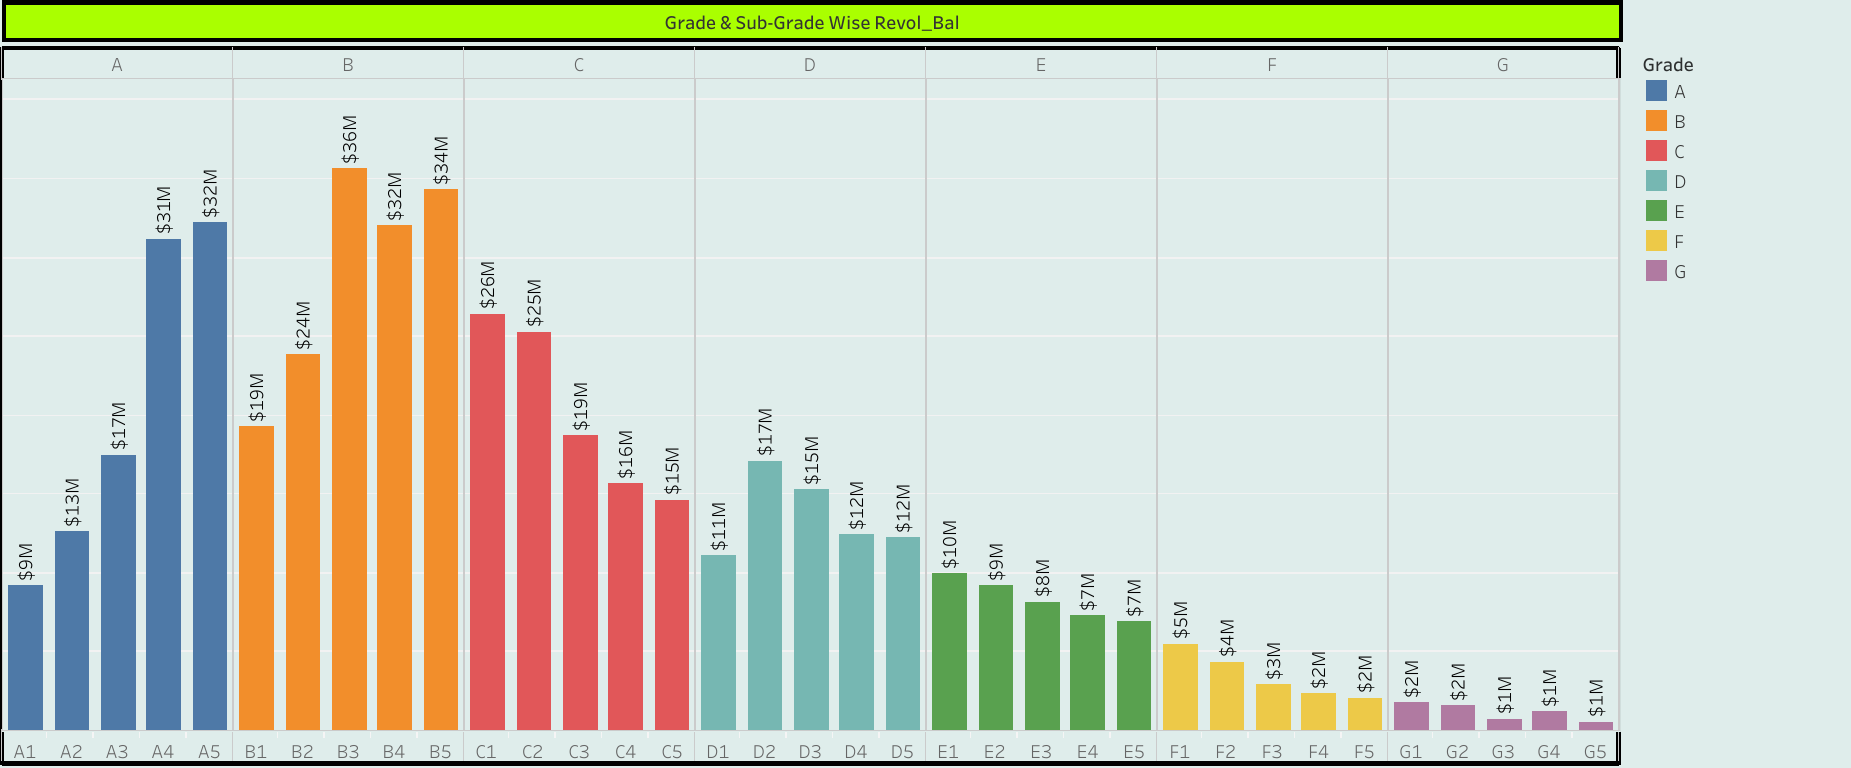 Grade & Sub-Grade Wise Revol_Bal
A B C D E F G
$9M $13M $17M $31M $32M $19M $24M $36M $32M $34M $26M $25M $19M $16M $15M $11M $17M $15M $12M $12M $10M $9M $8M $7M $7M $5M $4M $3M $2M $2M $2M $2M $1M $1M $1M
A1 A2 A3 A4 A5 B1 B2 B3 B4 B5 C1 C2 C3 C4 C5 D1 D2 D3 D4 D5 E1 E2 E3 E4 E5 F1 F2 F3 F4 F5 G1 G2 G3 G4 G5
Grade
A
B
C
D
E
F
G